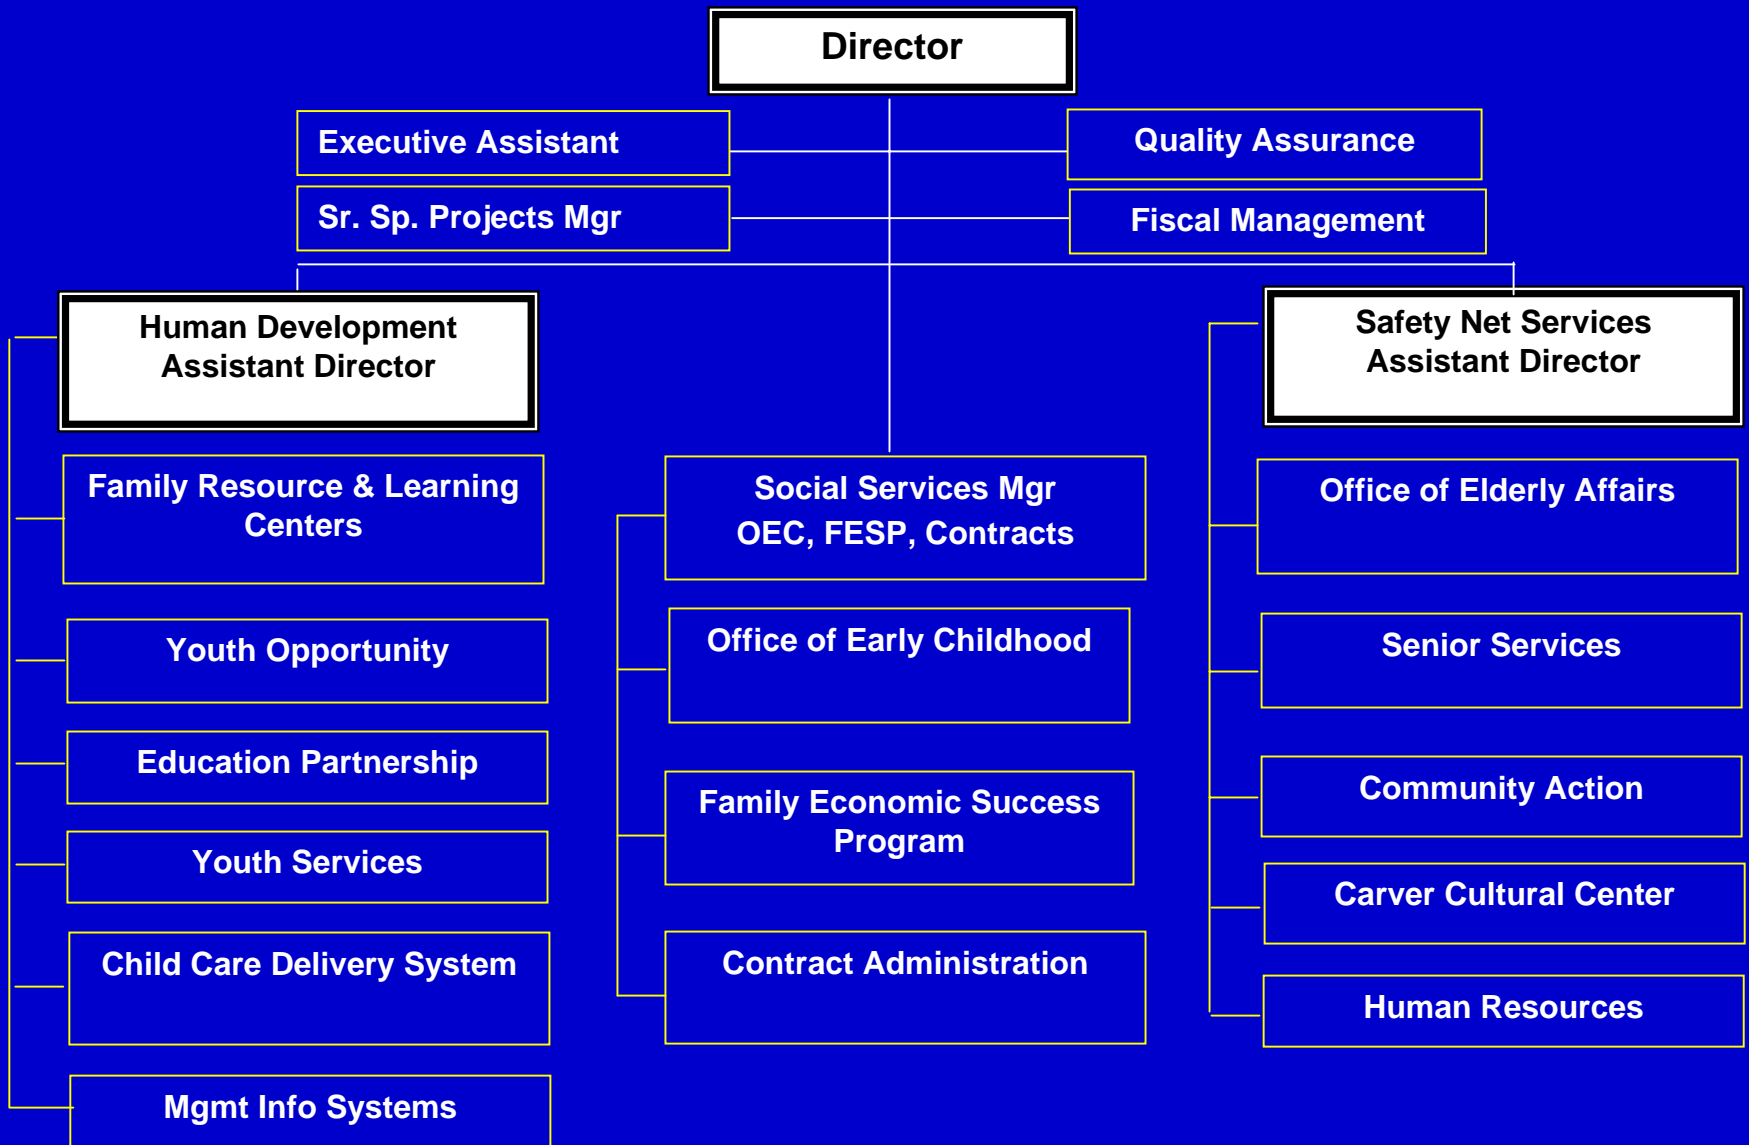 Director
Executive Assistant
Quality Assurance
Sr. Sp. Projects Mgr
Fiscal Management
Human Development
Assistant Director
Safety Net Services
Assistant Director
Family Resource & Learning
Centers
Youth Opportunity
Education Partnership
Youth Services
Child Care Delivery System
Mgmt Info Systems
Social Services Mgr
OEC, FESP, Contracts
Office of Early Childhood
Family Economic Success
Program
Contract Administration
Office of Elderly Affairs
Senior Services
Community Action
Carver Cultural Center
Human Resources